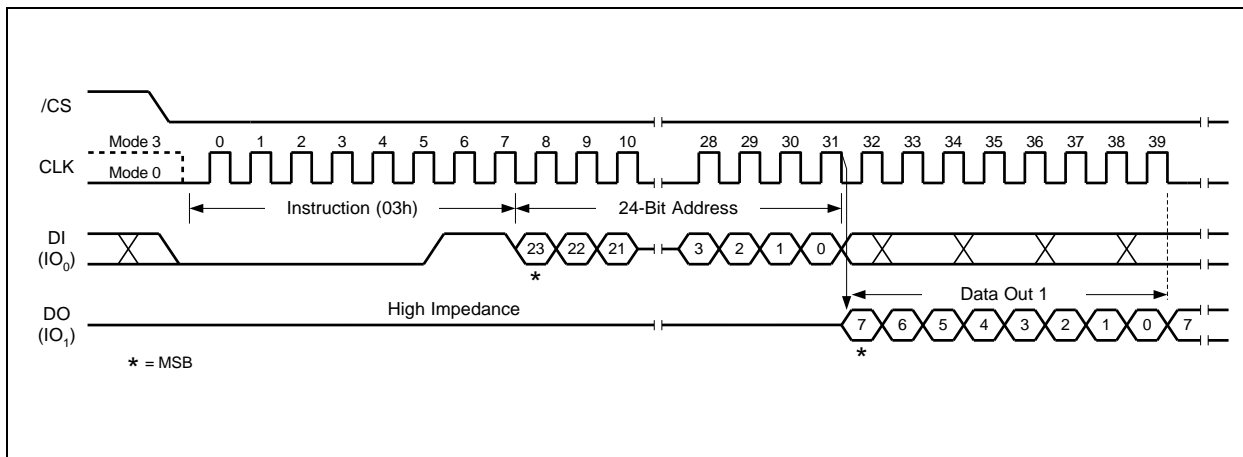 /CS
Mode 3 0 1 2 3 4 5 6 7 8 9 10 28 29 30 31 32 33 34 35 36 37 38 39
CLK
Mode 0
Instruction (03h) 24-Bit Address
DI
(IO0)
23 22 21 3 2 1 0
*
High Impedance Data Out 1
DO
(IO1)
7 6 5 4 3 2 1 0 7
*
* = MSB